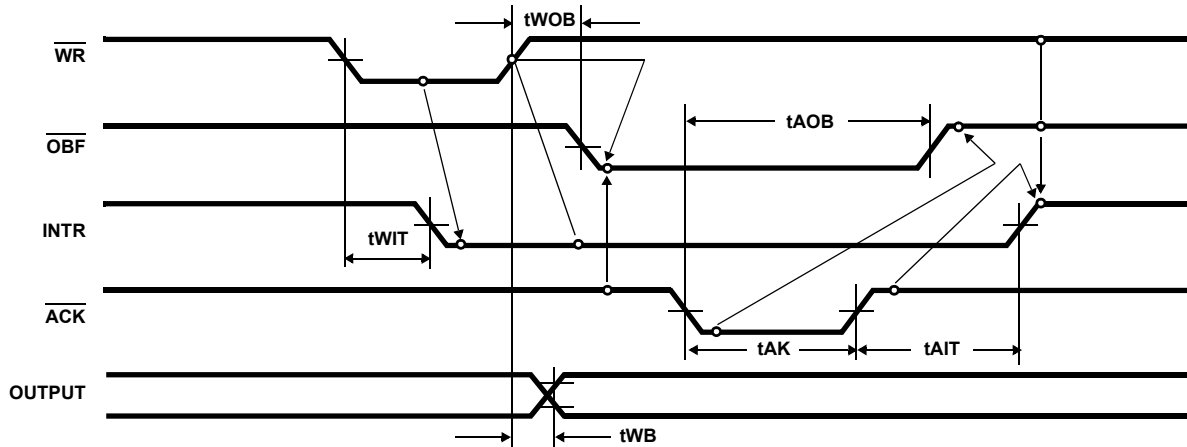 tWOB
WR
tAOB
OBF
INTR
tWIT
ACK
tAK
tAIT
OUTPUT
tWB